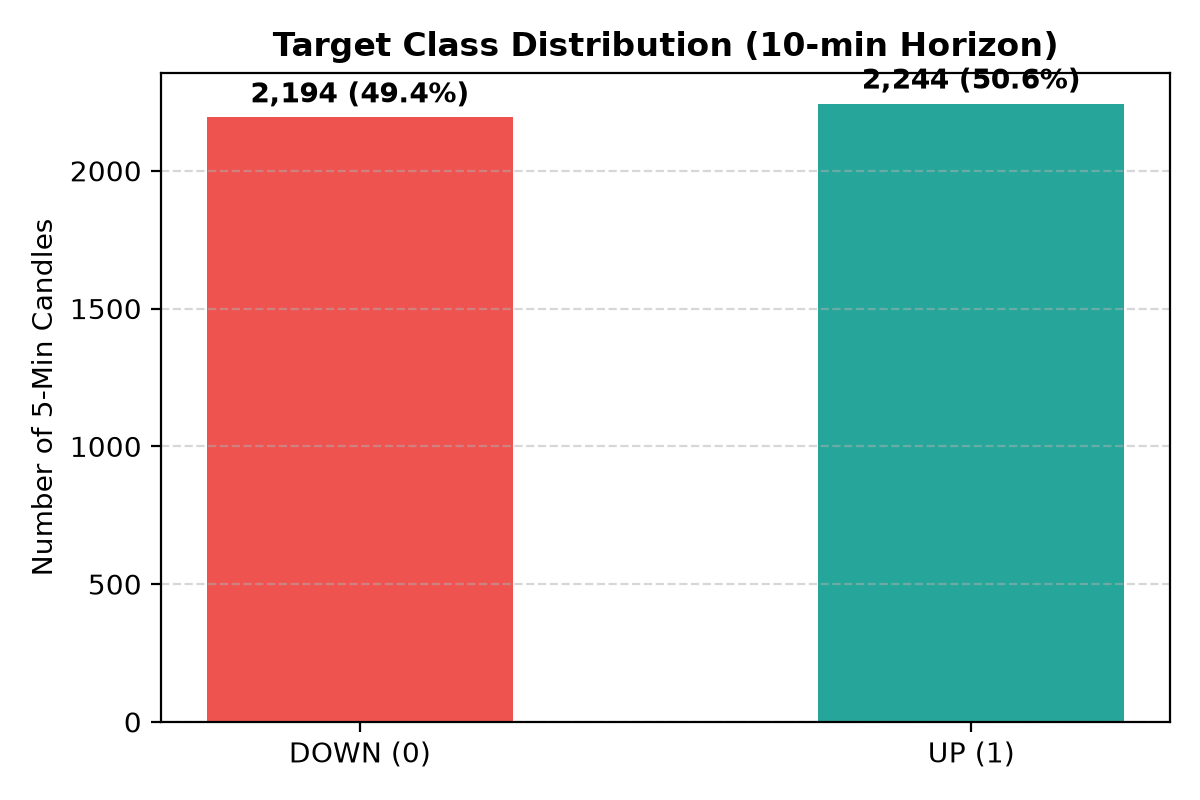 Target Class Distribution (10-min Horizon)
2,194 (49.4%)
2,244 (50.6%)
Number of 5-Min Candles
2000
1500
1000
500
0
DOWN (0)
UP (1)